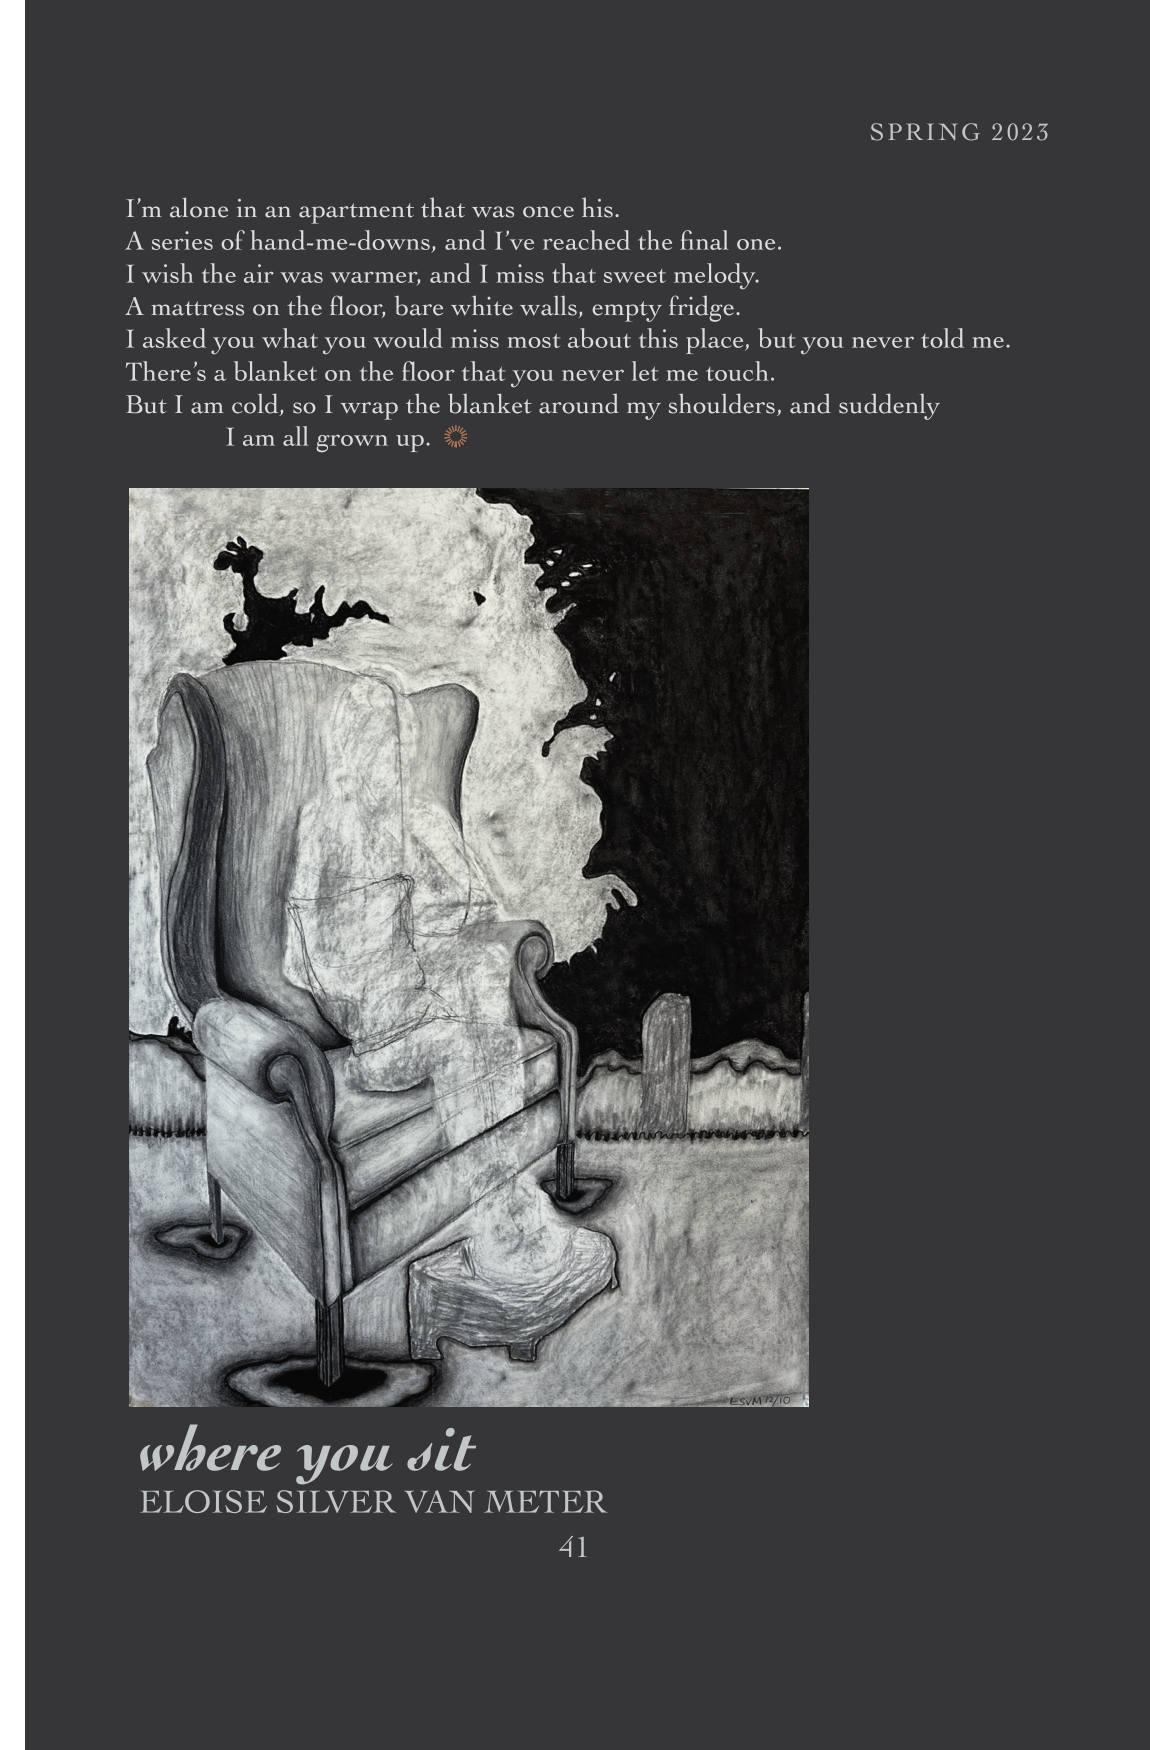 SPRING 2023
I’m alone in an apartment that was once his.
A series of hand-me-downs, and I’ve reached the final one.
I wish the air was warmer, and I miss that sweet melody.
A mattress on the floor, bare white walls, empty fridge.
I asked you what you would miss most about this place, but you never told me.
There’s a blanket on the floor that you never let me touch.
But I am cold, so I wrap the blanket around my shoulders, and suddenly
I am all grown up.
ESVM 12/10
where you sit
ELOISE SILVER VAN METER
41